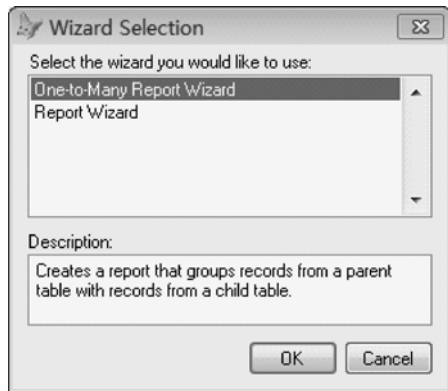 Wizard Selection
Select the wizard you would like to use:
One-to-Many Report Wizard
Report Wizard
Description:
Creates a report that groups records from a parent
table with records from a child table.
OK Cancel